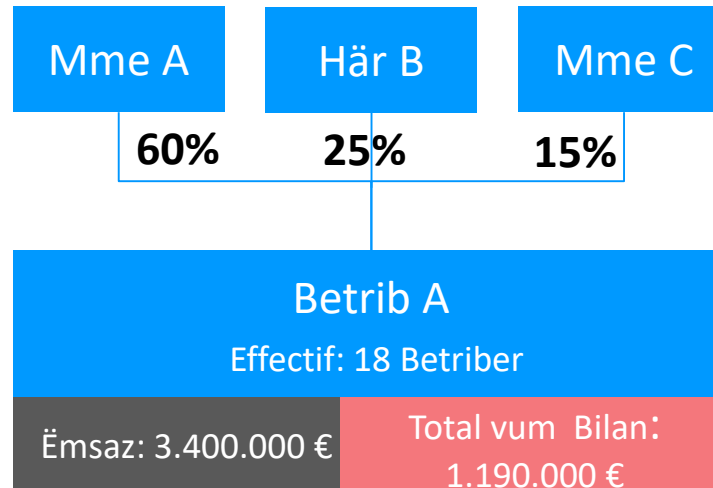 Mme A
Här B
Mme C
60%
25%
15%
Betrib A
Effectif: 18 Betriber
Ëmsaz: 3.400.000 €
Total vum Bilan:
1.190.000 €